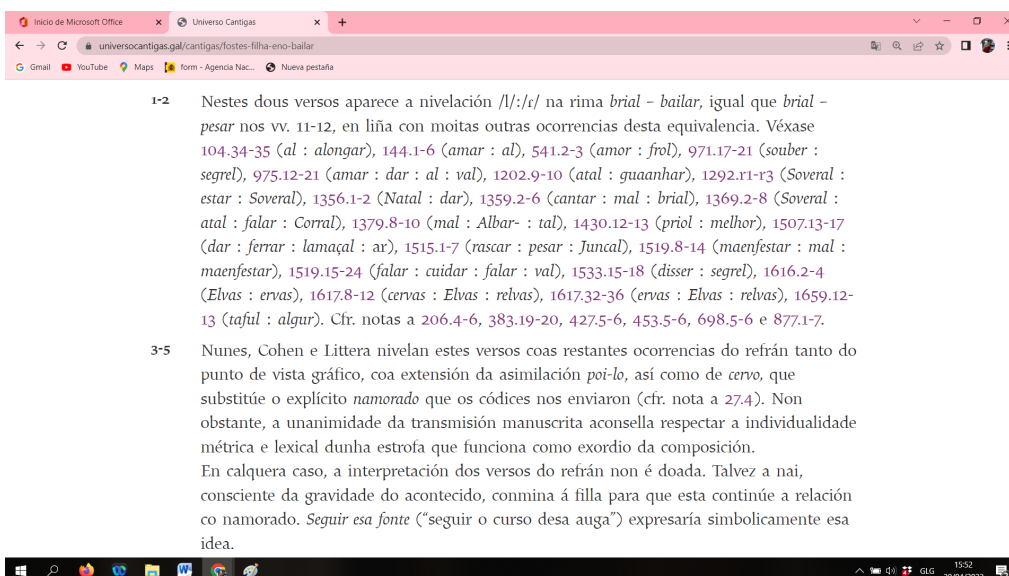 Inicio de Microsoft Office
Universo Cantigas
universocantigas.gal/cantigas/fostes-filha-eno-bailar
Gmail YouTube Maps form - Agencia Nac... Nueva pestaña
1-2 Nestes dous versos aparece a nivelación /l/:/ɾ/ na rima brial – bailar, igual que brial –
pesar nos vv. 11-12, en liña con moitas outras ocorrencias desta equivalencia. Véxase
104.34-35 (al : alongar), 144.1-6 (amar : al), 541.2-3 (amor : frol), 971.17-21 (souber :
segrel), 975.12-21 (amar : dar : al : val), 1202.9-10 (atal : guaanhar), 1292.r1-r3 (Soveral :
estar : Soveral), 1356.1-2 (Natal : dar), 1359.2-6 (cantar : mal : brial), 1369.2-8 (Soveral :
atal : falar : Corral), 1379.8-10 (mal : Albar- : tal), 1430.12-13 (priol : melhor), 1507.13-17
(dar : ferrar : lamaçal : ar), 1515.1-7 (rascar : pesar : Juncal), 1519.8-14 (maenfestar : mal :
maenfestar), 1519.15-24 (falar : cuidar : falar : val), 1533.15-18 (disser : segrel), 1616.2-4
(Elvas : ervas), 1617.8-12 (cervas : Elvas : relvas), 1617.32-36 (ervas : Elvas : relvas), 1659.12-
13 (taful : algur). Cfr. notas a 206.4-6, 383.19-20, 427.5-6, 453.5-6, 698.5-6 e 877.1-7.
3-5 Nunes, Cohen e Littera nivelan estes versos coas restantes ocorrencias do refrán tanto do
punto de vista gráfico, coa extensión da asimilación poi-lo, así como de cervo, que
substitúe o explícito namorado que os códices nos enviaron (cfr. nota a 27.4). Non
obstante, a unanimidade da transmisión manuscrita aconsella respectar a individualidade
métrica e lexical dunha estrofa que funciona como exordio da composición.
En calquera caso, a interpretación dos versos do refrán non é doada. Talvez a nai,
consciente da gravidade do acontecido, conmina á filla para que esta continúe a relación
co namorado. Seguir esa fonte (“seguir o curso desa auga”) expresaría simbolicamente esa
idea.
GLG 15:52